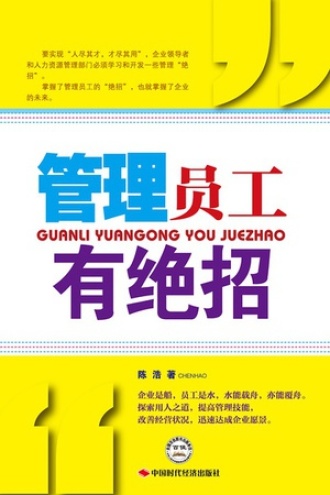 要实现“人尽其才，才尽其用”，企业领导者
和人力资源管理部门必须学习和开发一些管理“绝
招”。
掌握了管理员工的“绝招”，也就掌握了企业
的未来。
管理员工
GUANLI YUANGONG YOU JUEZHAO
有绝招
陈 浩 著 CHENHAO
企业是船，员工是水，水能载舟，亦能覆舟。
探索用人之道，提高管理技能，
改善经营状况，迅速达成企业愿景。
中国时代经济出版社